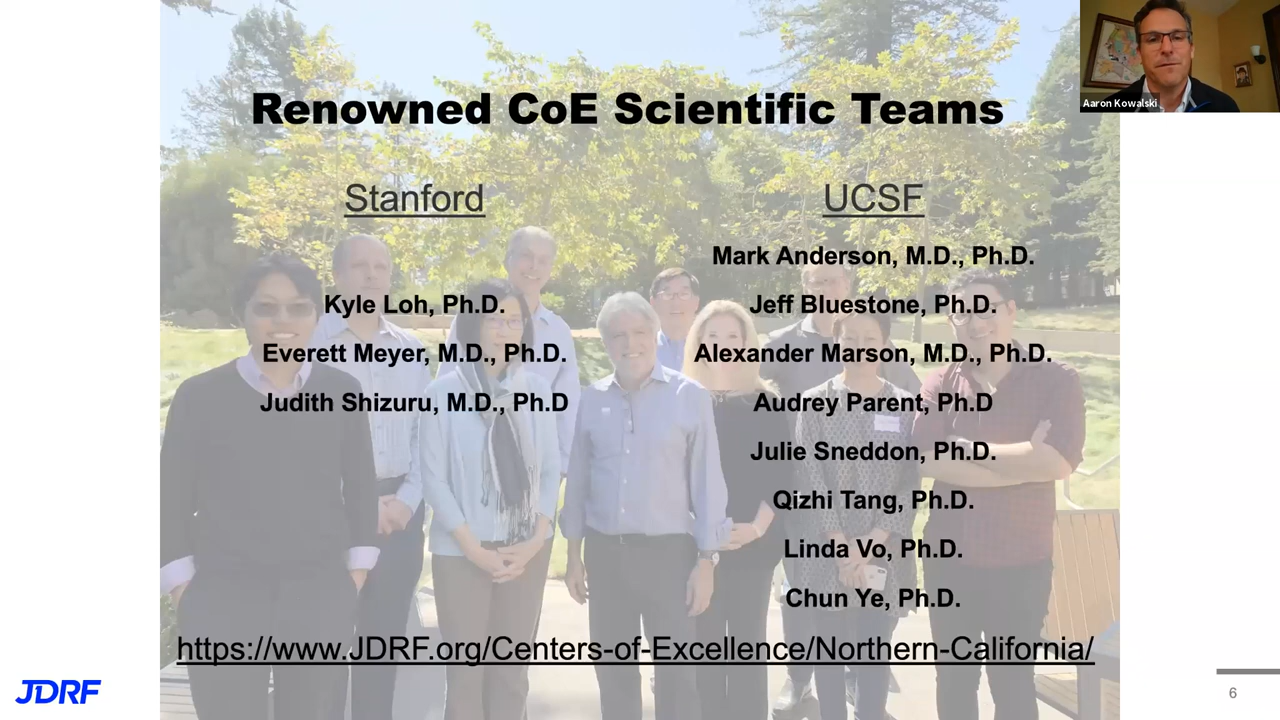 Renowned CoE Scientific Teams
Aaron Kowalski
Stanford
Kyle Loh, Ph.D.
Everett Meyer, M.D., Ph.D.
Judith Shizuru, M.D., Ph.D
UCSF
Mark Anderson, M.D., Ph.D.
Jeff Bluestone, Ph.D.
Alexander Marson, M.D., Ph.D.
Audrey Parent, Ph.D
Julie Sneddon, Ph.D.
Qizhi Tang, Ph.D.
Linda Vo, Ph.D.
Chun Ye, Ph.D.
https://www.JDRF.org/Centers-of-Excellence/Northern-California/
JDRF
6